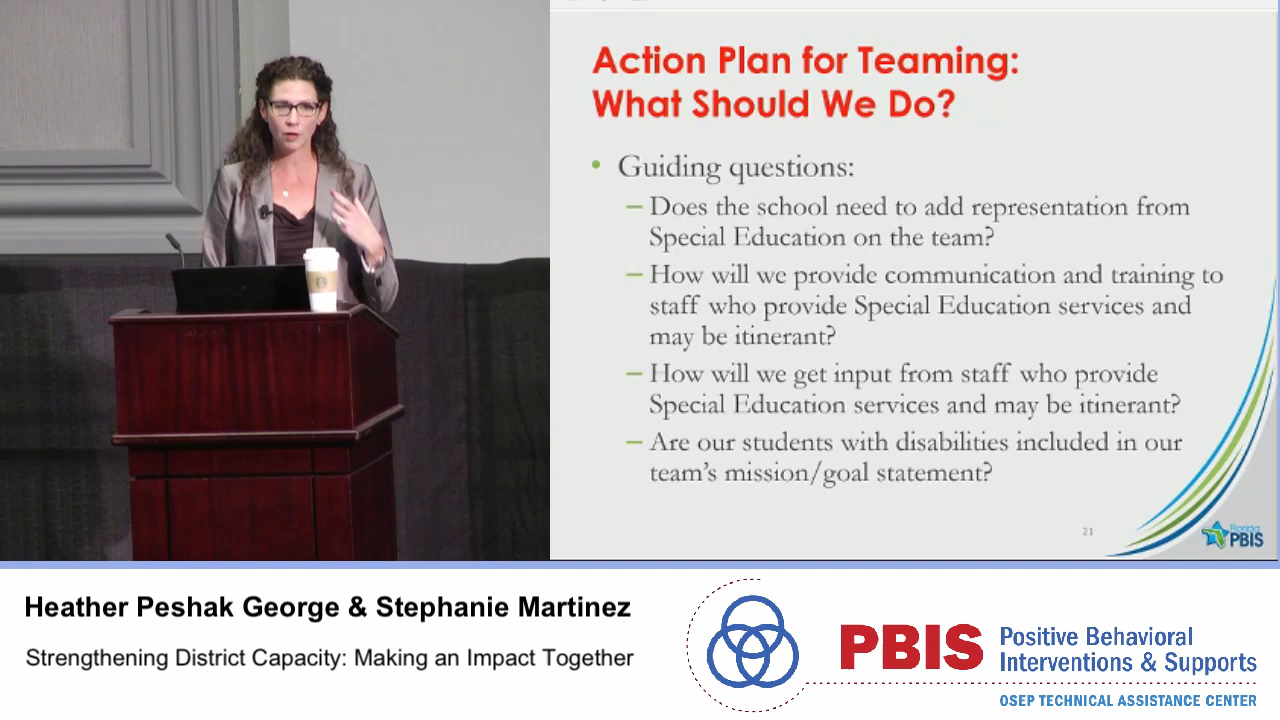 Action Plan for Teaming:
What Should We Do?
• Guiding questions:
– Does the school need to add representation from
Special Education on the team?
– How will we provide communication and training to
staff who provide Special Education services and
may be itinerant?
– How will we get input from staff who provide
Special Education services and may be itinerant?
– Are our students with disabilities included in our
team's mission/goal statement?
21
Florida
PBIS
Heather Peshak George & Stephanie Martinez
Strengthening District Capacity: Making an Impact Together
PBIS
Positive Behavioral
Interventions & Supports
OSEP TECHNICAL ASSISTANCE CENTER